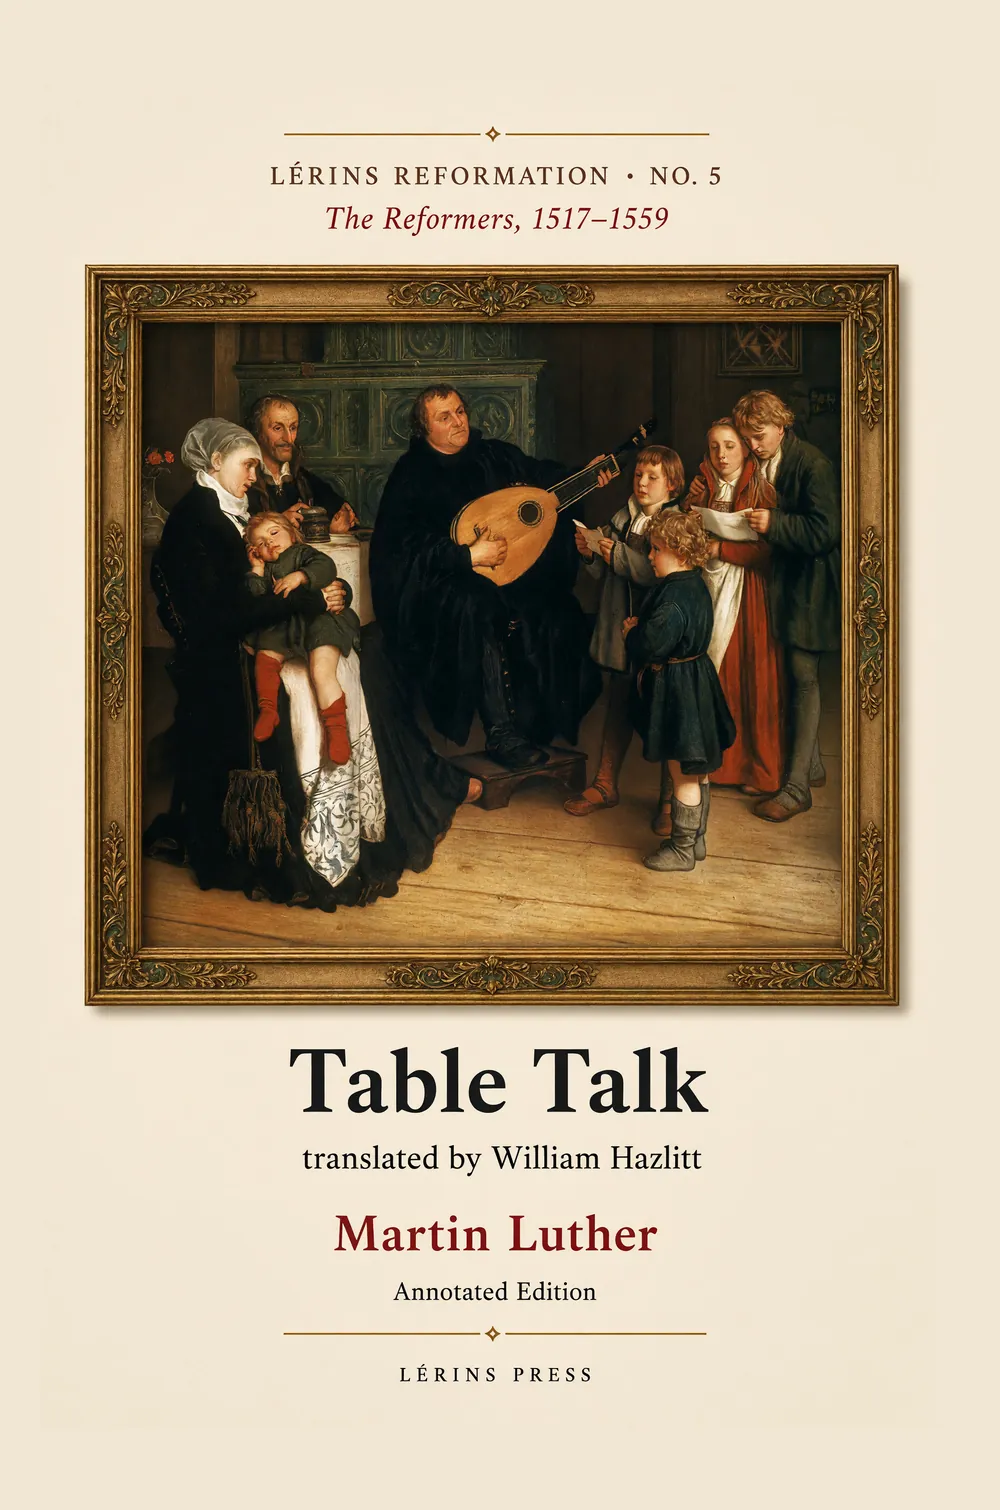 LÉRINS REFORMATION • NO. 5
The Reformers, 1517–1559
Table Talk
translated by William Hazlitt
Martin Luther
Annotated Edition
LÉRINS PRESS